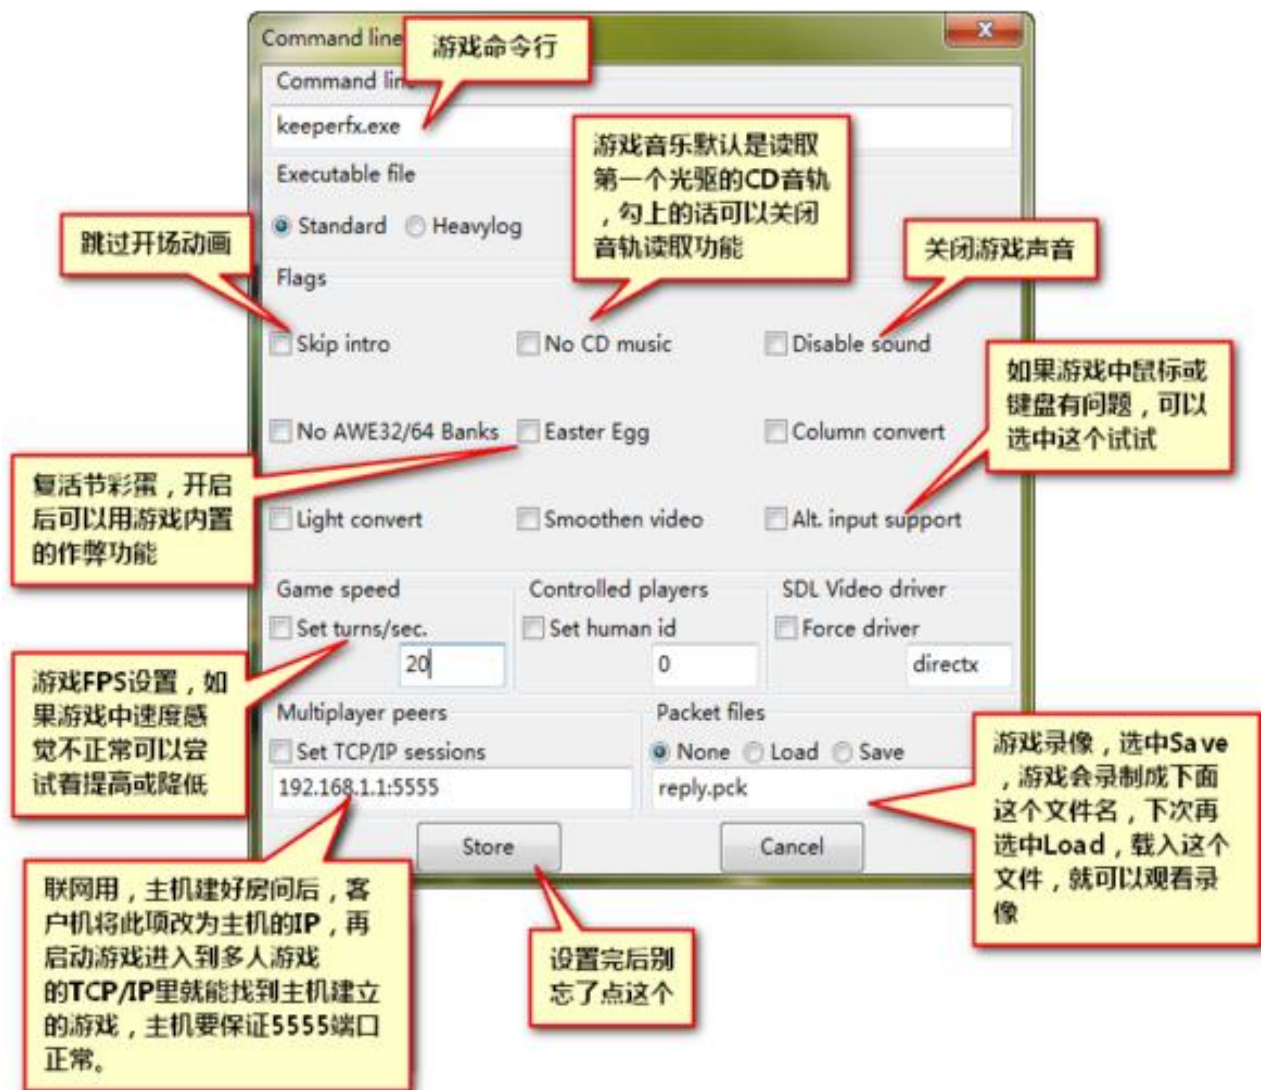 Command line
游戏命令行
Command line
keeperfx.exe
游戏音乐默认是读取
第一个光驱的CD音轨
，勾上的话可以关闭
音轨读取功能
Executable file
Standard
Heavylog
跳过开场动画
关闭游戏声音
Flags
Skip intro
No CD music
Disable sound
如果游戏中鼠标或
键盘有问题，可以
选中这个试试
No AWE32/64 Banks
Easter Egg
Column convert
复活节彩蛋，开启
后可以用游戏内置
的作弊功能
Light convert
Smoothen video
Alt. input support
Game speed
Controlled players
SDL Video driver
Set turns/sec.
Set human id
Force driver
20
0
directx
游戏FPS设置，如
果游戏中速度感
觉不正常可以尝
试着提高或降低
Multiplayer peers
Packet files
Set TCP/IP sessions
None
Load
Save
192.168.1.1:5555
reply.pck
游戏录像，选中Save
，游戏会录制成下面
这个文件名，下次再
选中Load，载入这个
文件，就可以观看录
像
Store
Cancel
联网用，主机建好房间后，客
户机将此项改为主机的IP，再
启动游戏进入到多人游戏
的TCP/IP里就能找到主机建立
的游戏，主机要保证5555端口
正常。
设置完后别
忘了点这个